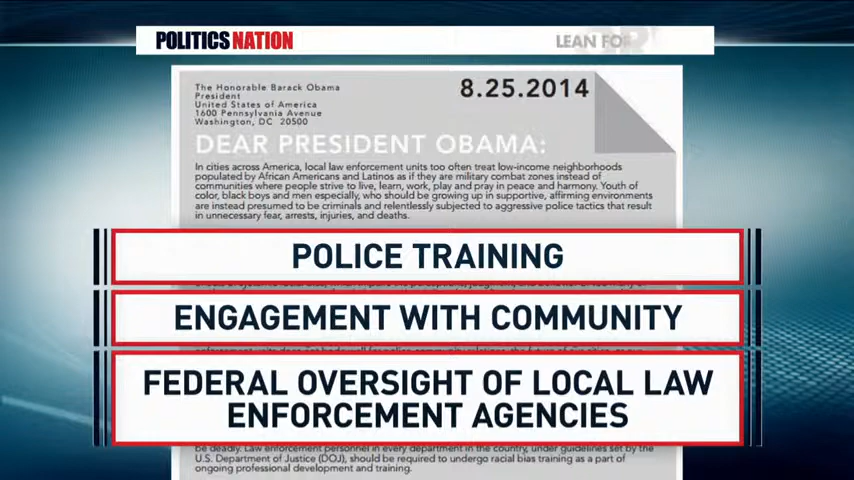 POLITICS NATION
LEAN FO
The Honorable Barack Obama
8.25.2014
President
United States of America
1600 Pennsylvania Avenue
Washington, DC 20500
DEAR PRESIDENT OBAMA:
In cities across America, local law enforcement units too often treat low-income neighborhoods
populated by African Americans and Latinos as if they are military combat zones instead of
communities where people strive to live, learn, work, play and pray in peace and harmony. Youth of
color, black boys and men especially, who should be growing up in supportive, affirming environments
are instead presumed to be criminals and relentlessly subjected to aggressive police tactics that result
in unnecessary fear, arrests, injuries, and deaths.
POLICE TRAINING
ENGAGEMENT WITH COMMUNITY
FEDERAL OVERSIGHT OF LOCAL LAW
ENFORCEMENT AGENCIES
be deadly. Law enforcement personnel in every department in the country, under guidelines set by the
U.S. Department of Justice (DOJ), should be required to undergo racial bias training as a part of
ongoing professional development and training.